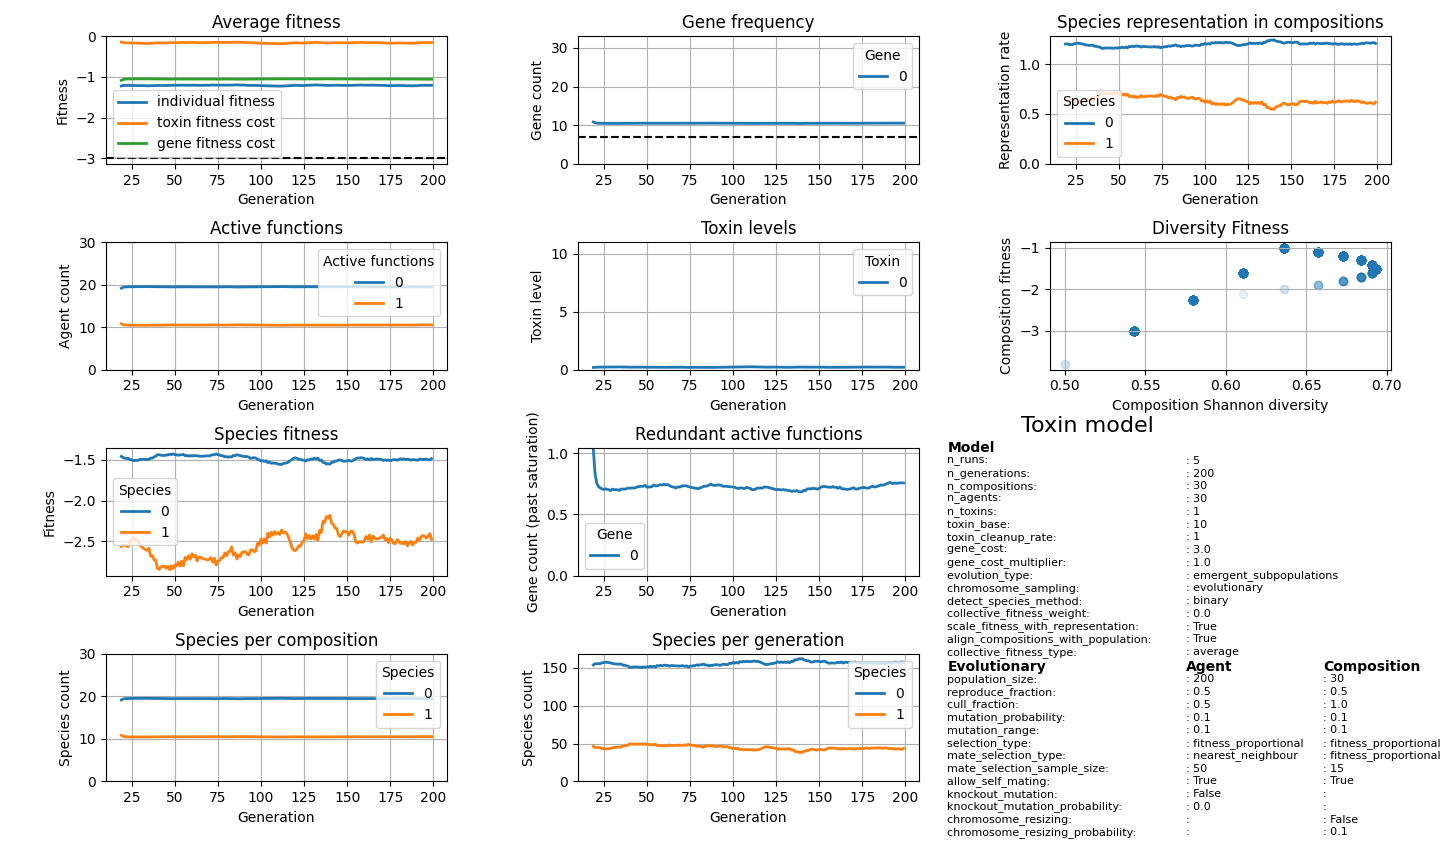 Average fitness
0
−1
−2
−3
Fitness
individual fitness
toxin fitness cost
gene fitness cost
25 50 75 100 125 150 175 200
Generation
Gene frequency
30
20
10
0
Gene count
Gene
0
25 50 75 100 125 150 175 200
Generation
Species representation in compositions
1.0
0.5
0.0
Representation rate
Species
0
1
25 50 75 100 125 150 175 200
Generation
Active functions
30
20
10
0
Agent count
Active functions
0
1
25 50 75 100 125 150 175 200
Generation
Toxin levels
10
5
0
Toxin level
Toxin
0
25 50 75 100 125 150 175 200
Generation
Diversity Fitness
−1
−2
−3
Composition fitness
0.50 0.55 0.60 0.65 0.70
Composition Shannon diversity
Species fitness
−1.5
−2.0
−2.5
Fitness
Species
0
1
25 50 75 100 125 150 175 200
Generation
Redundant active functions
1.0
0.5
0.0
Gene count (past saturation)
Gene
0
25 50 75 100 125 150 175 200
Generation
Species per composition
30
20
10
0
Species count
Species
0
1
25 50 75 100 125 150 175 200
Generation
Species per generation
150
100
50
0
Species count
Species
0
1
25 50 75 100 125 150 175 200
Generation
Toxin model
Model
n_runs: : 5
n_generations: : 200
n_compositions: : 30
n_agents: : 30
n_toxins: : 1
toxin_base: : 10
toxin_cleanup_rate: : 1
gene_cost: : 3.0
gene_cost_multiplier: : 1.0
evolution_type: : emergent_subpopulations
chromosome_sampling: : evolutionary
detect_species_method: : binary
collective_fitness_weight: : 0.0
scale_fitness_with_representation: : True
align_compositions_with_population: : True
collective_fitness_type: : average
Evolutionary Agent Composition
population_size: : 200 : 30
reproduce_fraction: : 0.5 : 0.5
cull_fraction: : 0.5 : 1.0
mutation_probability: : 0.1 : 0.1
mutation_range: : 0.1 : 0.1
selection_type: : fitness_proportional : fitness_proportional
mate_selection_type: : nearest_neighbour : fitness_proportional
mate_selection_sample_size: : 50 : 15
allow_self_mating: : True : True
knockout_mutation: : False :
knockout_mutation_probability: : 0.0 :
chromosome_resizing: : : False
chromosome_resizing_probability: : : 0.1